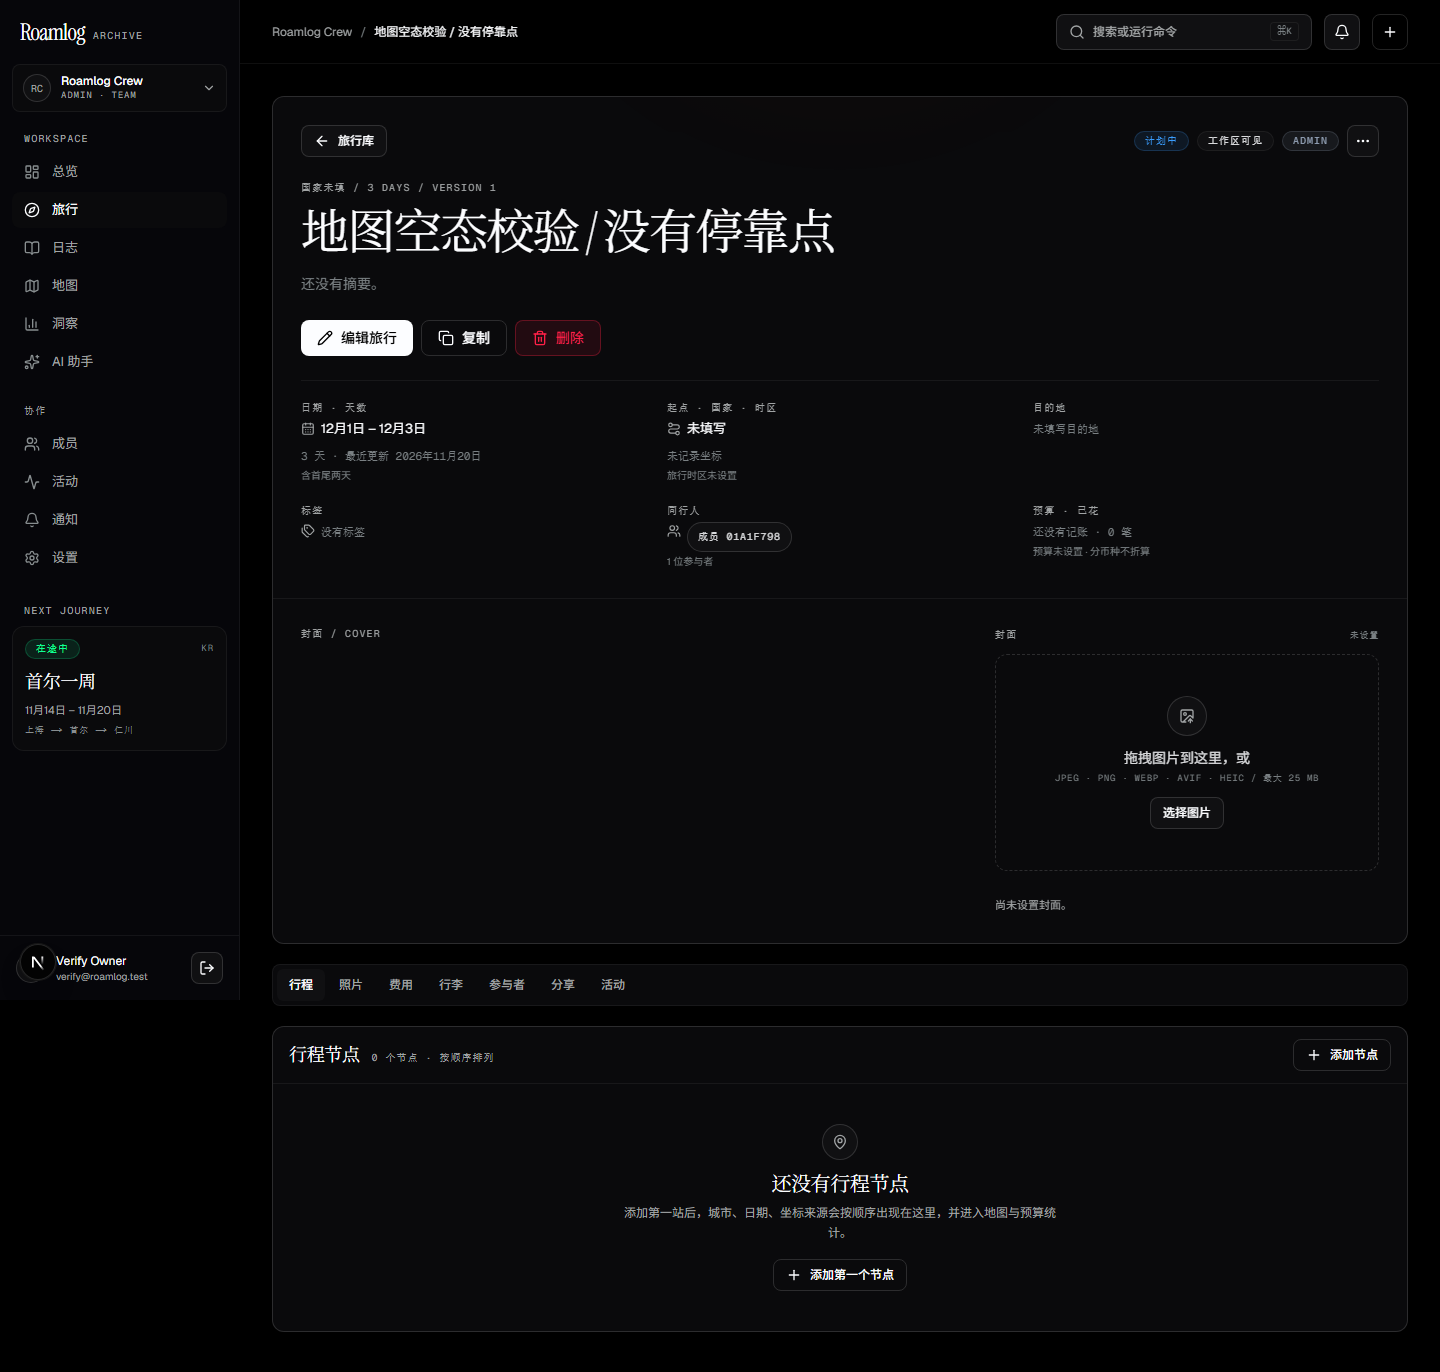 Roamlog ARCHIVE
RC
Roamlog Crew
ADMIN · TEAM
WORKSPACE
总览
旅行
日志
地图
洞察
AI 助手
协作
成员
活动
通知
设置
NEXT JOURNEY
在途中
KR
首尔一周
11月14日 – 11月20日
上海 → 首尔 → 仁川
N
Verify Owner
verify@roamlog.test
Roamlog Crew / 地图空态校验 / 没有停靠点
搜索或运行命令
⌘K
旅行库
计划中
工作区可见
ADMIN
国家未填 / 3 DAYS / VERSION 1
地图空态校验 / 没有停靠点
还没有摘要。
编辑旅行
复制
删除
日期 · 天数
12月1日 – 12月3日
3 天 · 最近更新 2026年11月20日
含首尾两天
起点 · 国家 · 时区
未填写
未记录坐标
旅行时区未设置
目的地
未填写目的地
标签
没有标签
同行人
成员 01A1F798
1 位参与者
预算 · 已花
还没有记账 · 0 笔
预算未设置 · 分币种不折算
封面 / COVER
封面
未设置
拖拽图片到这里，或
JPEG · PNG · WEBP · AVIF · HEIC / 最大 25 MB
选择图片
尚未设置封面。
行程
照片
费用
行李
参与者
分享
活动
行程节点
0 个节点 · 按顺序排列
添加节点
还没有行程节点
添加第一站后，城市、日期、坐标来源会按顺序出现在这里，并进入地图与预算统
计。
添加第一个节点